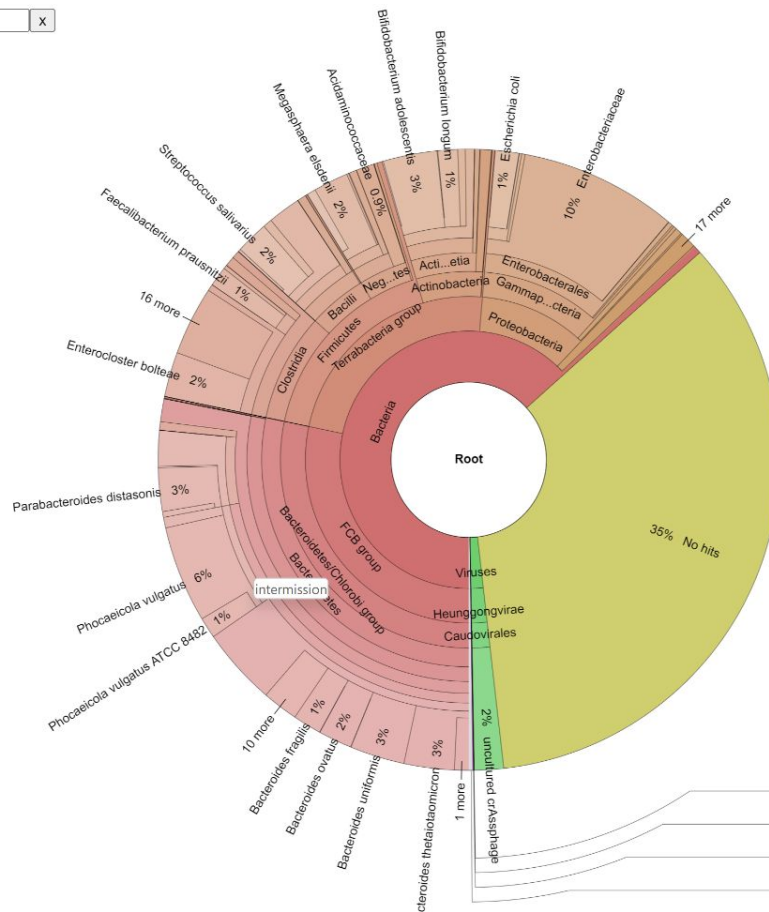 x
Bifidobacterium adolescentis
3%
Bifidobacterium longum
1%
Escherichia coli
1%
Enterobacteriaceae
10%
17 more
Acidaminococcaceae
0.9%
Megasphaera elsdenii
2%
Streptococcus salivarius
2%
Faecalibacterium prausnitzii
1%
16 more
Enterocloster bolteae
2%
Acti...etia
Enterobacterales
Neg...tes
Actinobacteria
Gammap...cteria
Bacilli
Firmicutes
Terrabacteria group
Proteobacteria
Clostridia
Bacteria
Root
35% No hits
Parabacteroides distasonis
3%
FCB group
Bacteroidetes/Chlorobi group
Phocaeicola vulgatus
6%
intermission
Viruses
Heunggongvirae
Caudovirales
Phocaeicola vulgatus ATCC 8482
1%
10 more
Bacteroides fragilis
1%
Bacteroides ovatus
2%
Bacteroides uniformis
3%
cteroides thetaiotaomicron
3%
1 more
2%
uncultured crAssphage